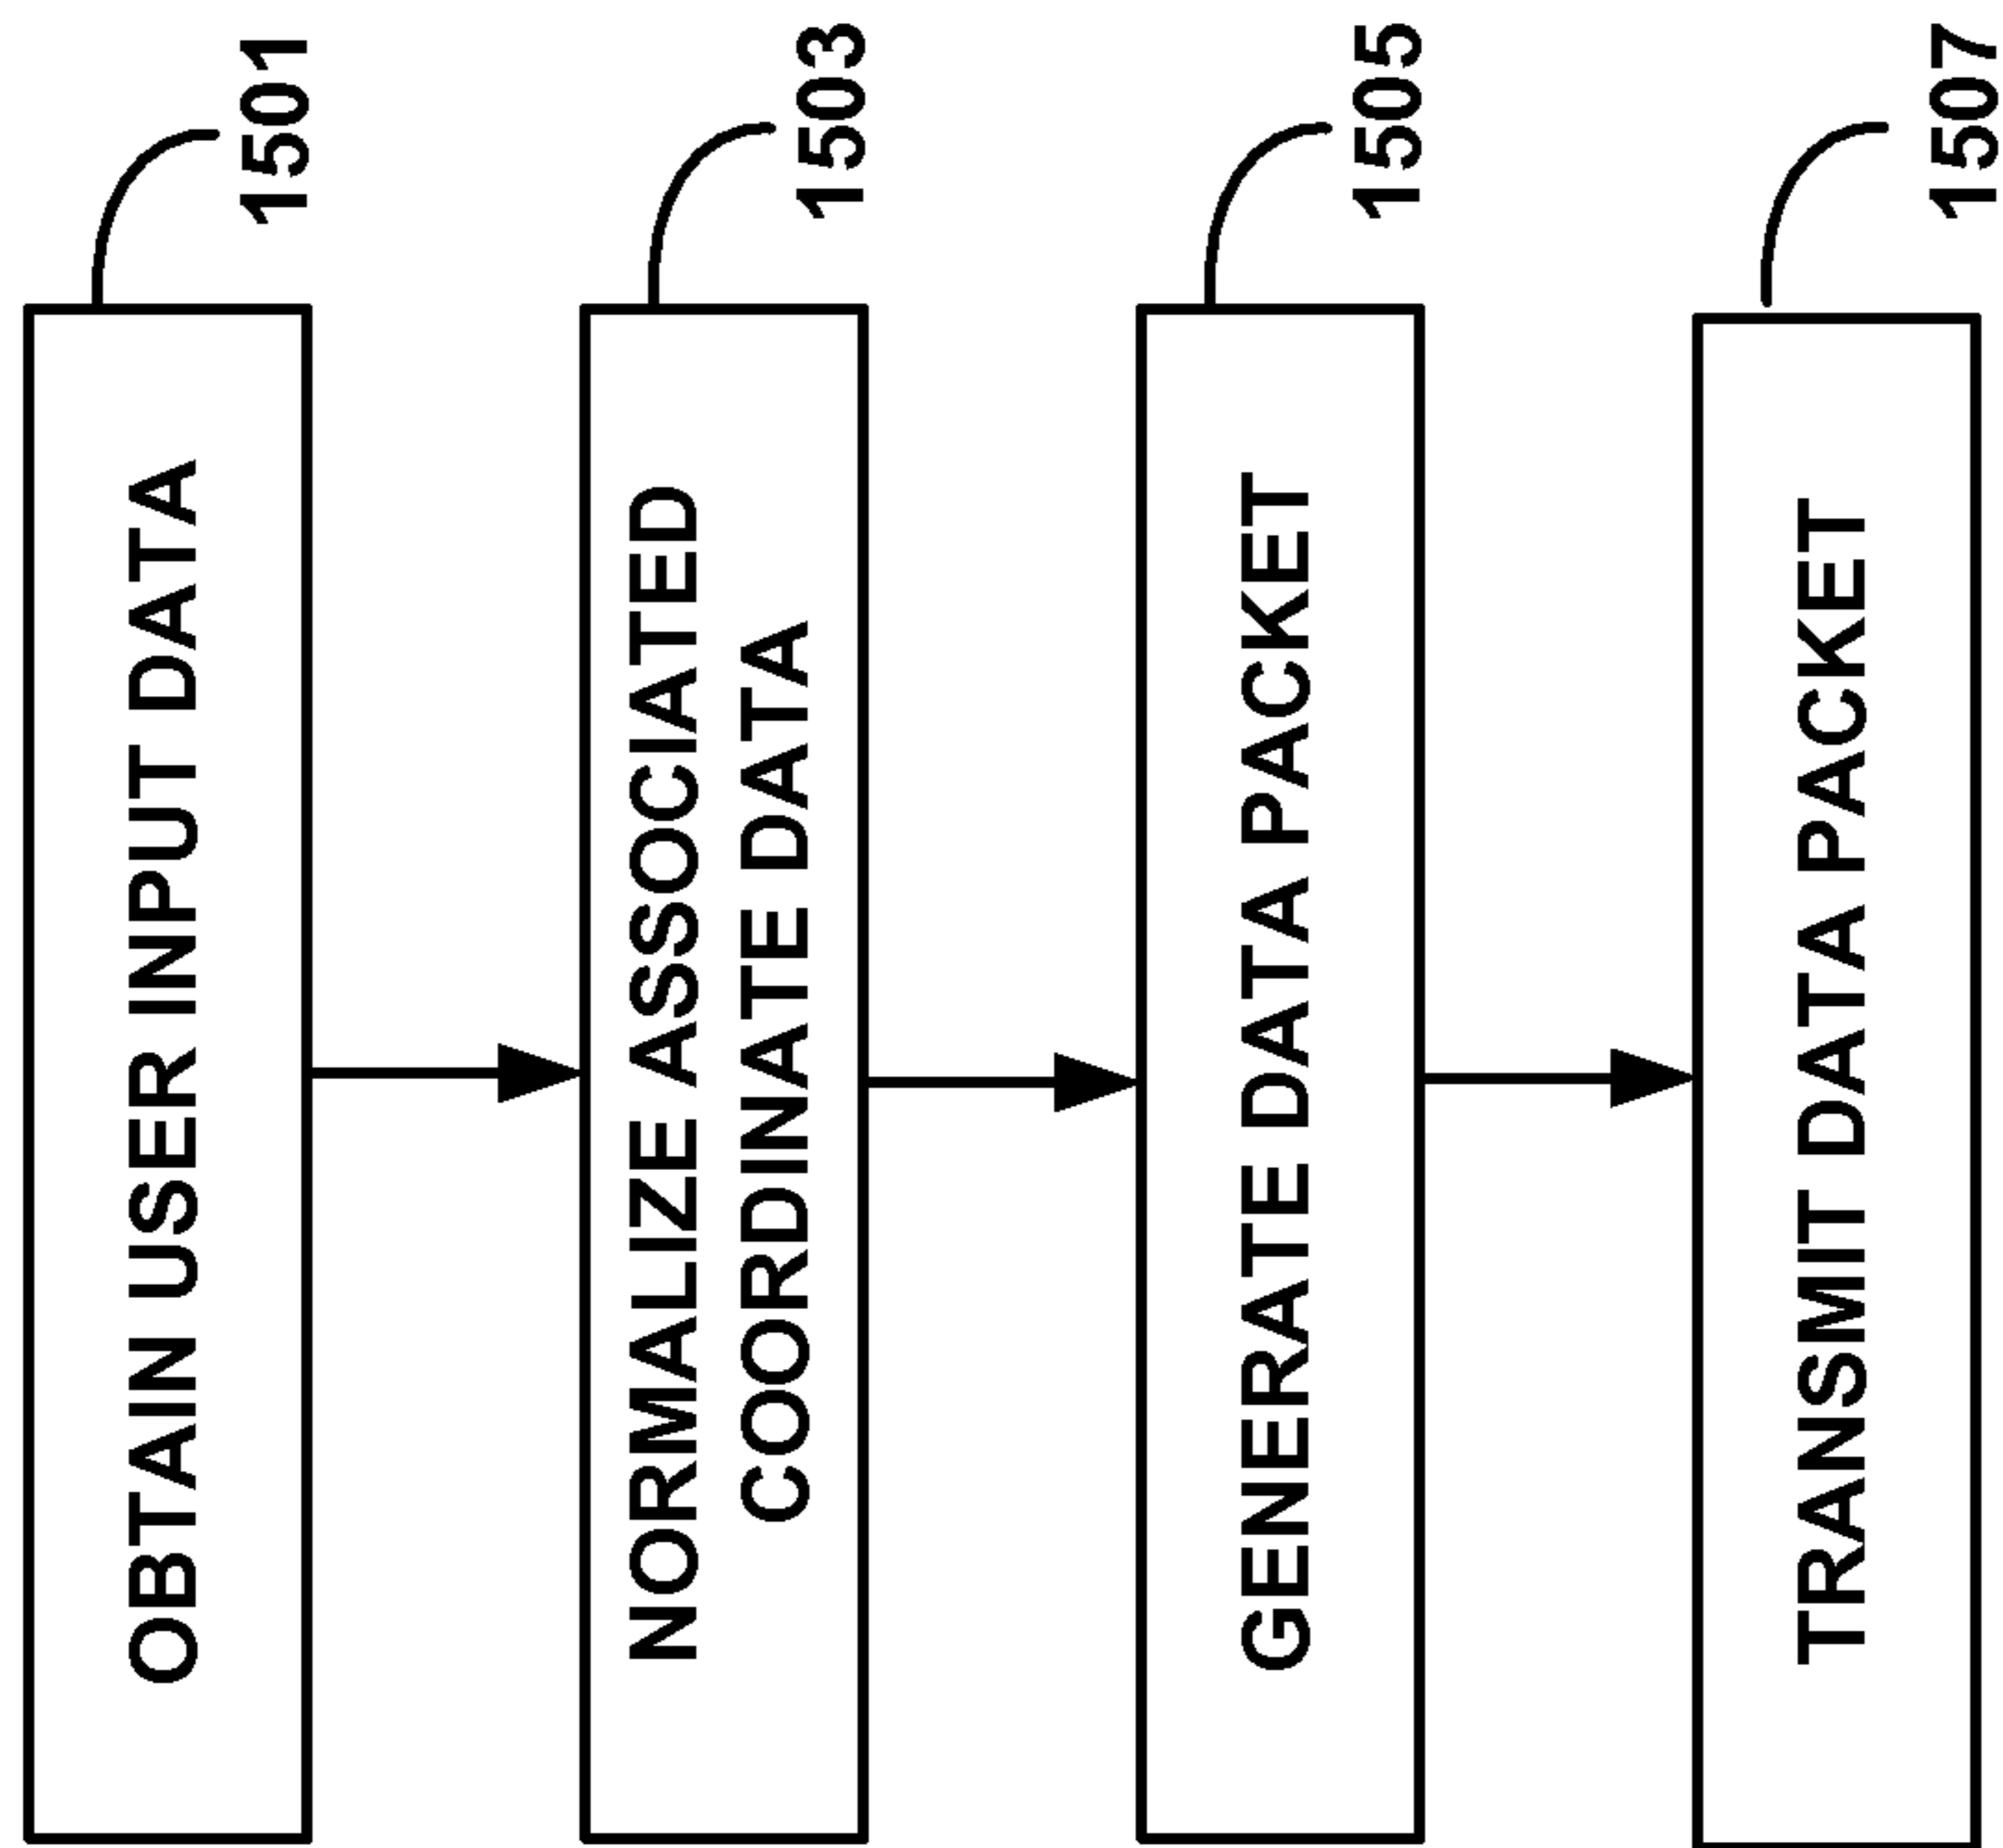 OBTAIN USER INPUT DATA
1501
NORMALIZE ASSOCIATED
COORDINATE DATA
1503
GENERATE DATA PACKET
1505
TRANSMIT DATA PACKET
1507